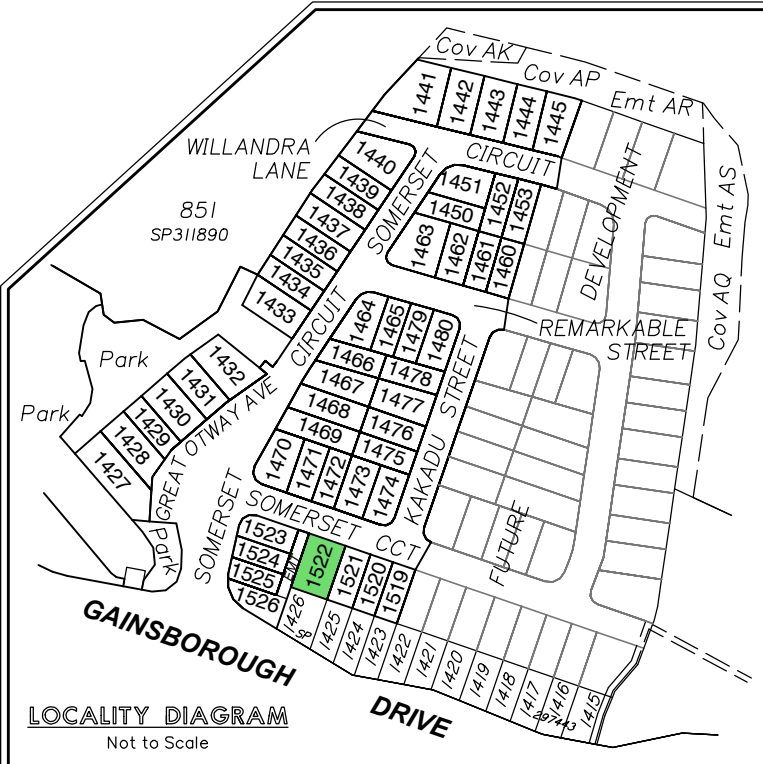 Cov AK
Cov AP
Emt AR
1441
1442
1443
1444
1445
WILLANDRA
LANE
CIRCUIT
1440
1439
1438
1437
1436
1435
1434
1433
SOMERSET
1451
1452
1453
1450
1463
1462
1461
1460
DEVELOPMENT
Emt AS
Cov AQ
851
SP311890
REMARKABLE
STREET
CIRCUIT
1464
1465
1479
1480
1466
1478
1467
1477
1468
1476
1469
1475
1470
1471
1472
1473
1474
KAKADU STREET
Park
Park
1432
1431
1430
1429
1428
1427
GREAT OTWAY AVE
Park
SOMERSET
SOMERSET CCT
FUTURE
1523
1524
1525
1526
EMT
1522
1521
1520
1519
1426
1425
1424
1423
1422
1421
1420
1419
1418
1417
1416
1415
SP
297443
GAINSBOROUGH
DRIVE
LOCALITY DIAGRAM
Not to Scale